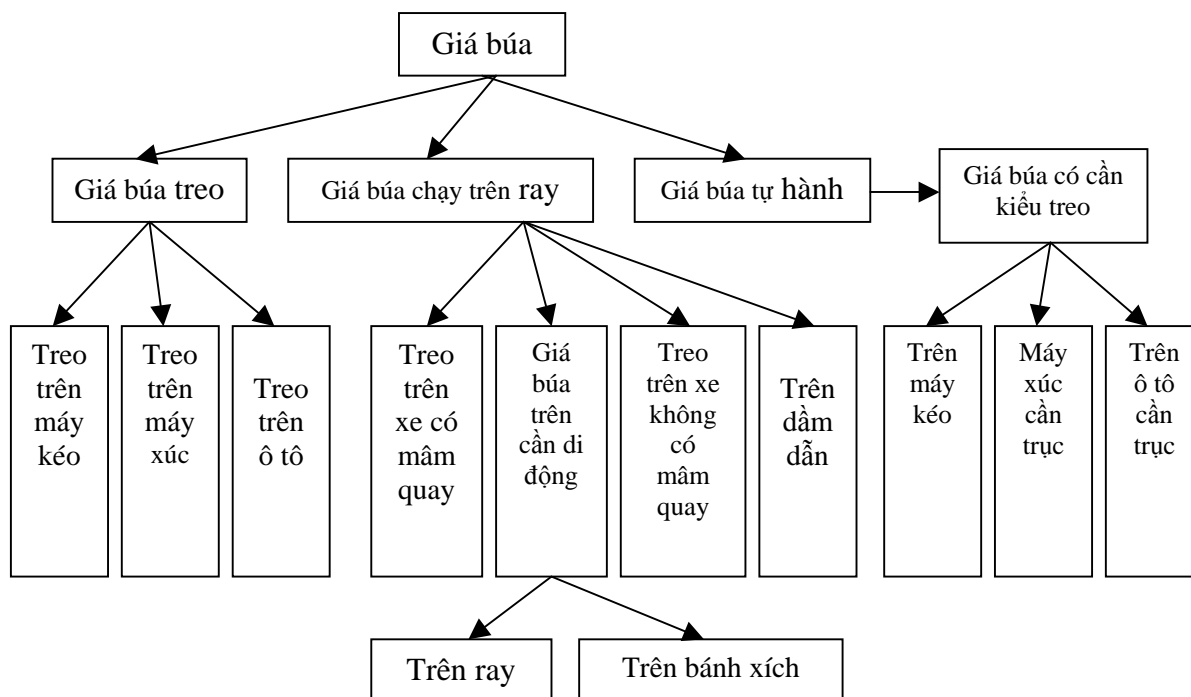 Giá búa
Giá búa treo
Giá búa chạy trên ray
Giá búa tự hành
Giá búa có cần
kiểu treo
Treo
trên
máy
kéo
Treo
trên
máy
xúc
Treo
trên
ô tô
Treo
trên
xe có
mâm
quay
Giá
búa
trên
cần di
động
Treo
trên xe
không
có
mâm
quay
Trên
dầm
dẫn
Trên
máy
kéo
Máy
xúc
cần
trục
Trên
ô tô
cần
trục
Trên ray
Trên bánh xích